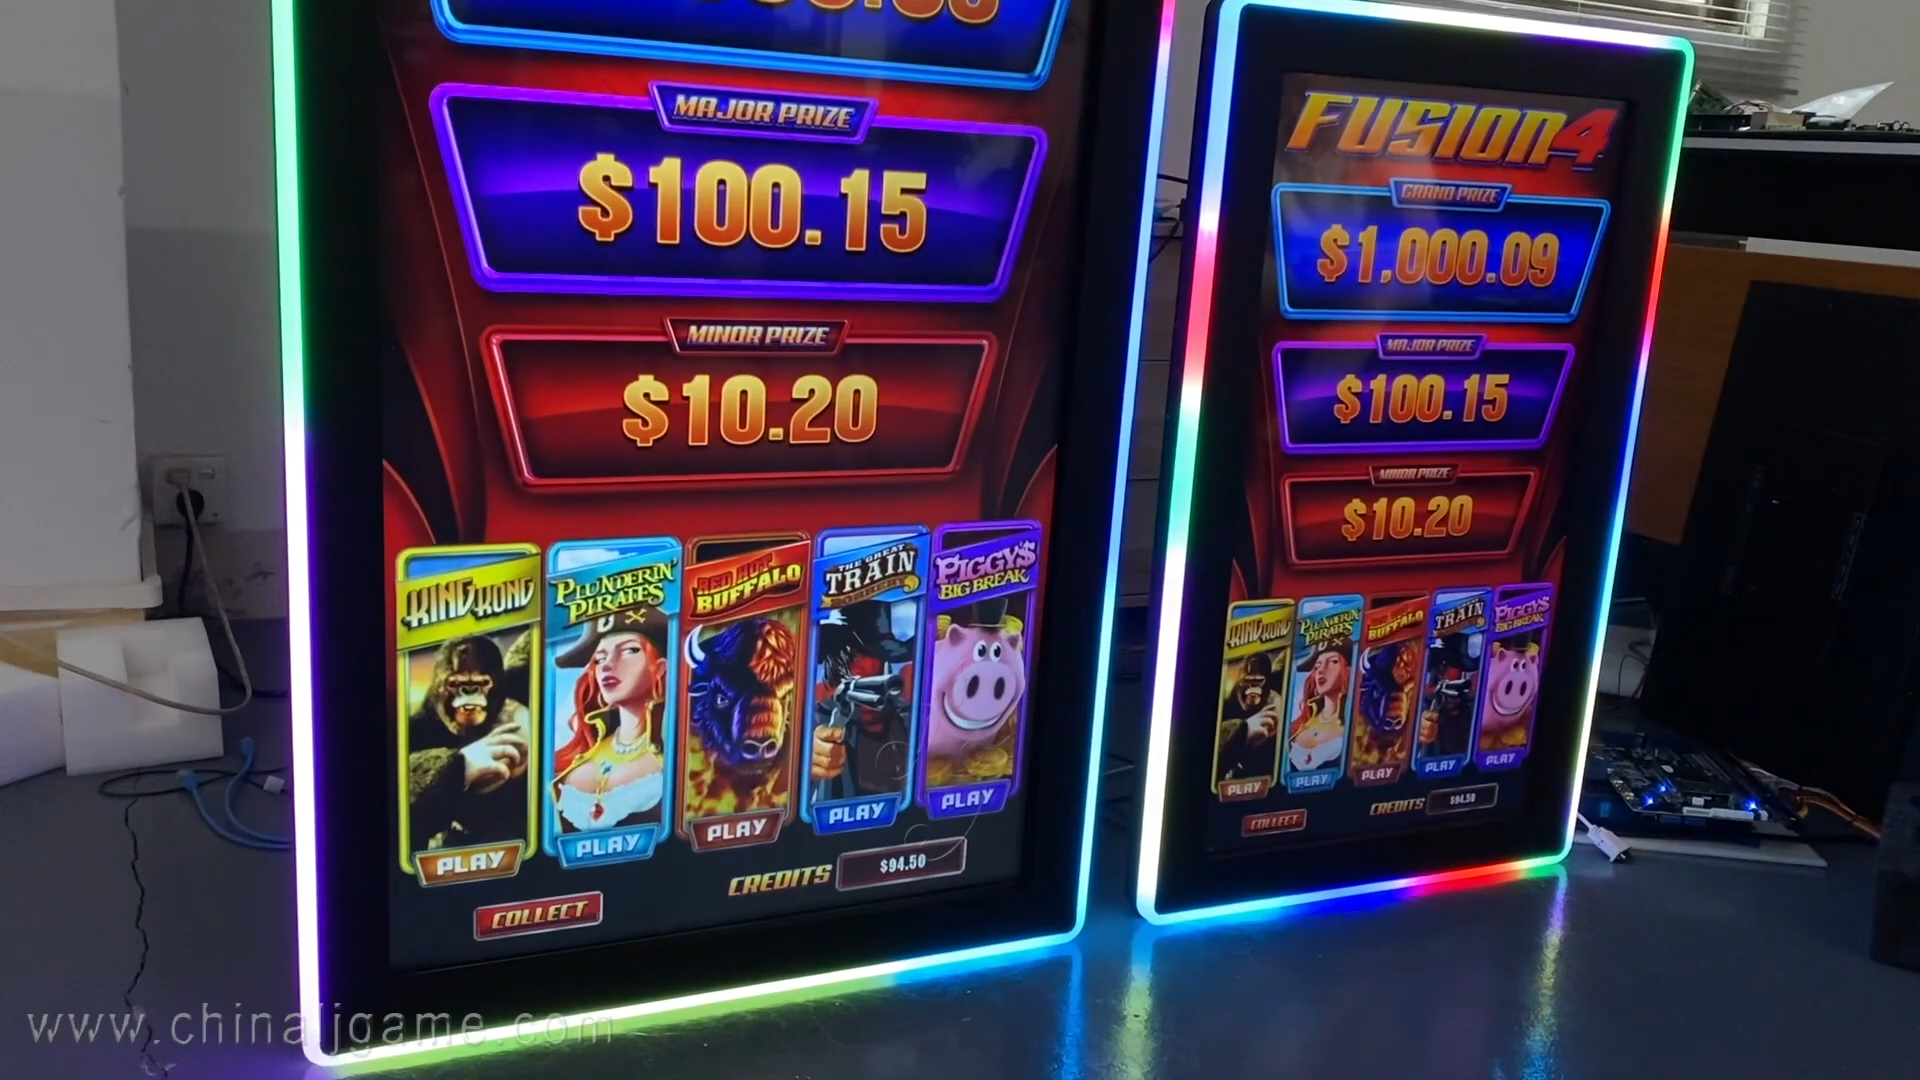 MAJOR PRIZE
$100.15
MINOR PRIZE
$10.20
KING KONG
PLUNDERIN'
PIRATES
RED HOT
BUFFALO
THE GREAT
TRAIN
ROBBERY
PIGGY$
BIG BREAK
PLAY
PLAY
PLAY
PLAY
PLAY
CREDITS $94.50
COLLECT
FUSION4
GRAND PRIZE
$1,000.09
MAJOR PRIZE
$100.15
MINOR PRIZE
$10.20
KING KONG
PLUNDERIN'
PIRATES
BUFFALO
TRAIN
PIGGY$
BIG BREAK
PLAY
PLAY
PLAY
PLAY
PLAY
CREDITS $94.50
COLLECT
www.chinaljgame.com